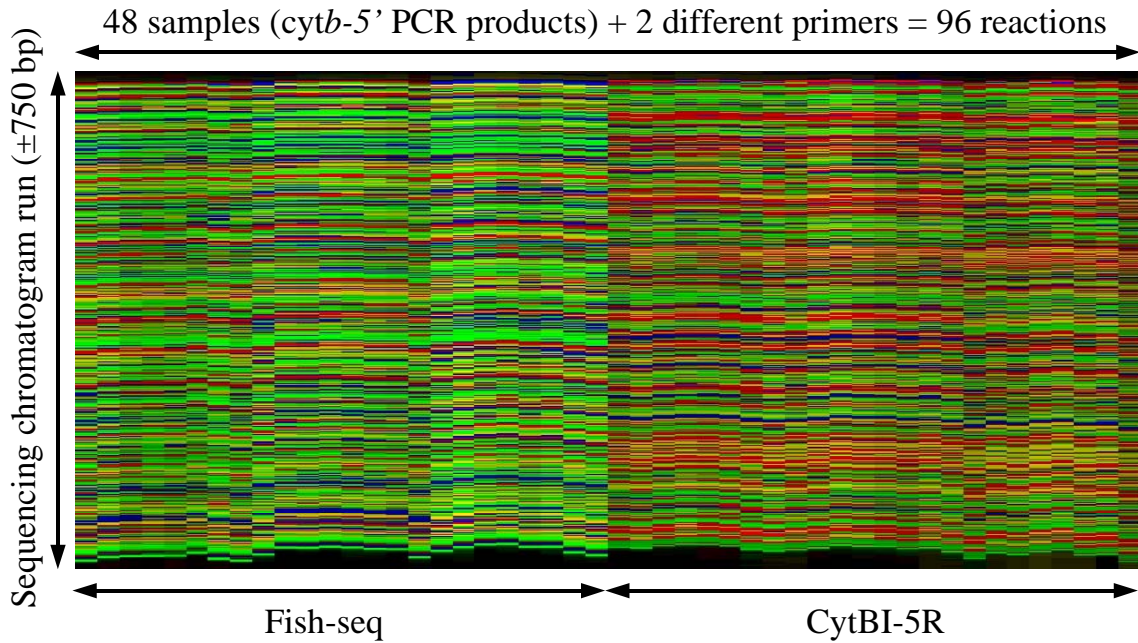 48 samples (cytb-5’ PCR products) + 2 different primers = 96 reactions
Sequencing chromatogram run (±750 bp)
Fish-seq
CytBI-5R